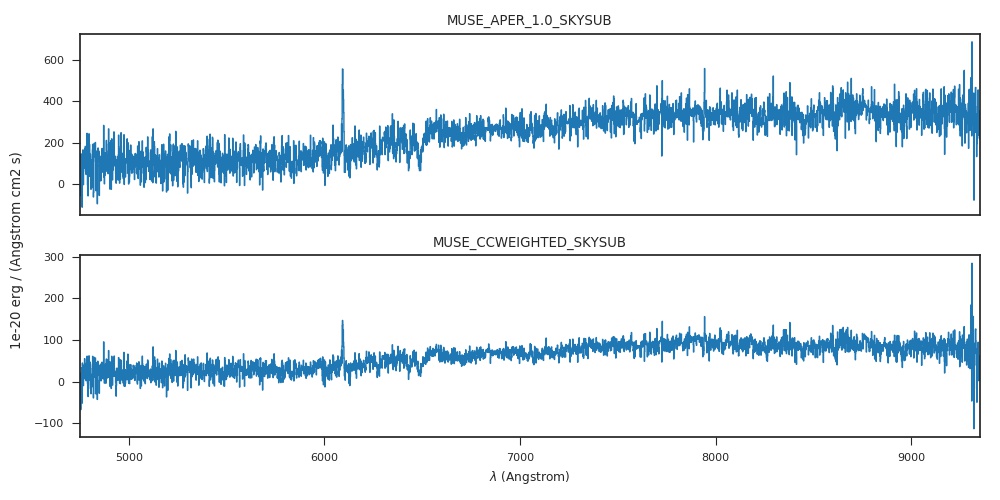 MUSE_APER_1.0_SKYSUB
600
400
200
0
1e-20 erg / (Angstrom cm2 s)
MUSE_CCWEIGHTED_SKYSUB
300
200
100
0
−100
5000 6000 7000 8000 9000
λ (Angstrom)